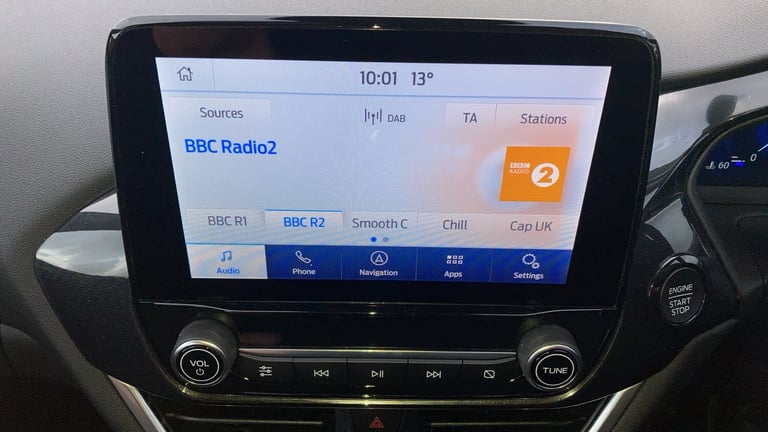 10:01 13°
Sources DAB TA Stations
BBC Radio2
BBC
RADIO 2
BBC R1 BBC R2 Smooth C Chill Cap UK
Audio Phone Navigation Apps Settings
60 0
ENGINE
START
STOP
VOL
TUNE